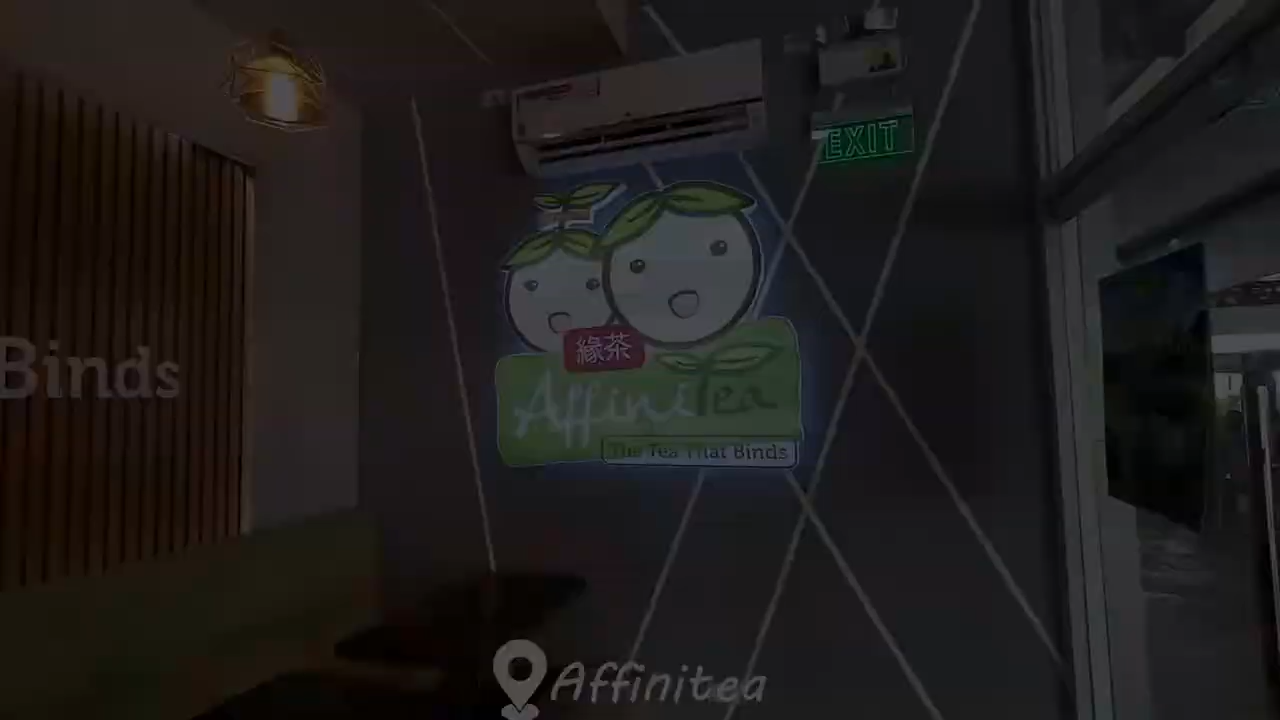 EXIT
Binds
緣茶
AffiniTea
The Tea That Binds
Affinitea